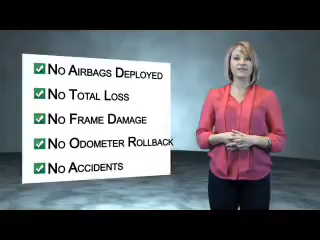 No Airbags Deployed
No Total Loss
No Frame Damage
No Odometer Rollback
No Accidents